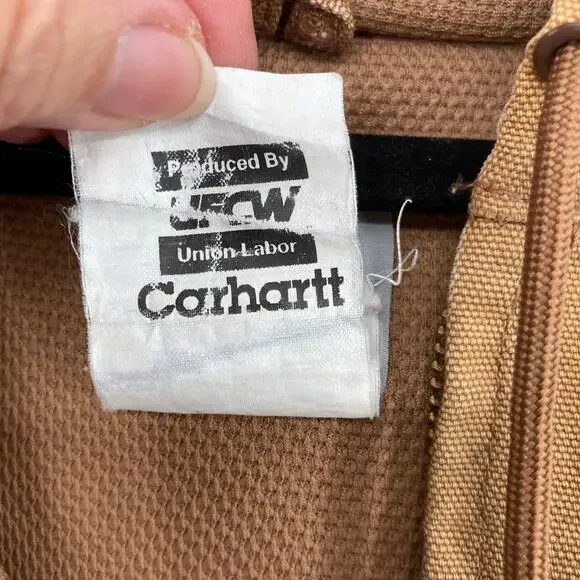 Produced By
UFCW
Union Labor
Carhartt